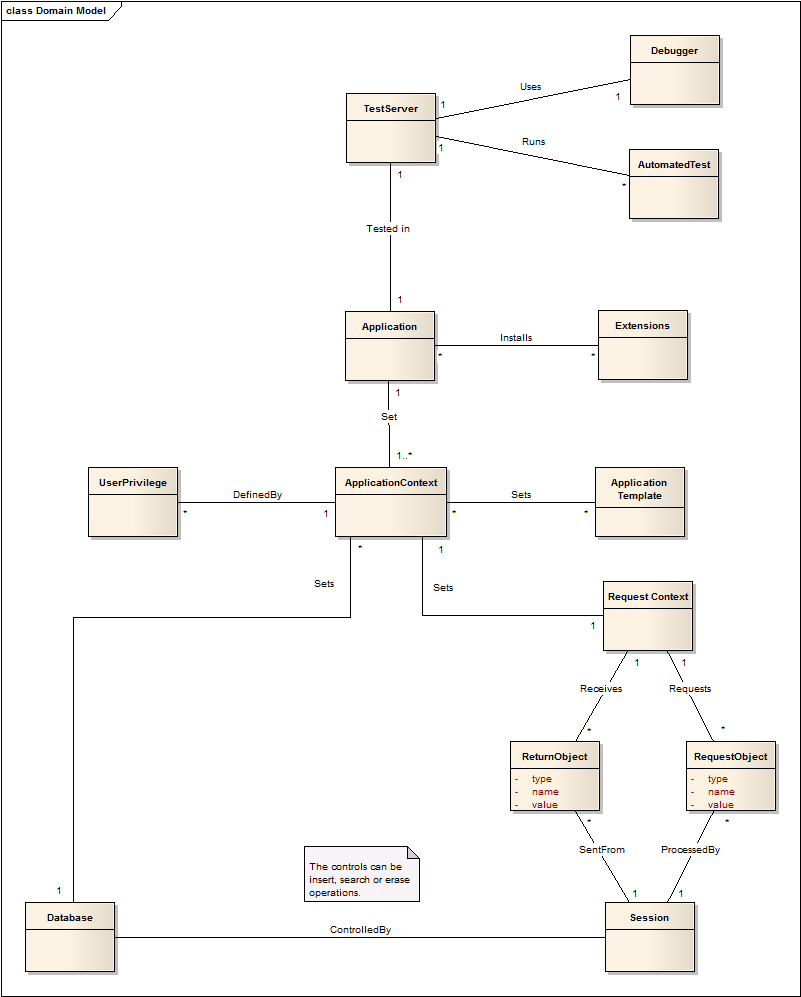 class Domain Model
Debugger
Uses
1
1
TestServer
Runs
1
*
AutomatedTest
1
Tested in
1
Application
Installs
*
*
Extensions
1
Set
1..*
UserPrivilege
DefinedBy
*
1
ApplicationContext
Sets
*
*
Application
Template
*
Sets
1
Sets
1
Request Context
1
1
Receives
Requests
*
*
ReturnObject
- type
- name
- value
RequestObject
- type
- name
- value
*
*
SentFrom
ProcessedBy
The controls can be
insert, search or erase
operations.
1
1
1
Database
ControlledBy
Session